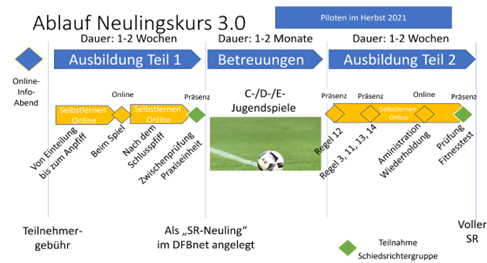 Ablauf Neulingskurs 3.0
Piloten im Herbst 2021
Dauer: 1-2 Wochen
Dauer: 1-2 Monate
Dauer: 1-2 Wochen
Ausbildung Teil 1
Betreuungen
Ausbildung Teil 2
Online-
Info-
Abend
Selbstlernen
Online
Online
Selbstlernen
Online
Präsenz
C-/D-/E-
Jugendspiele
Präsenz
Präsenz
Online
Selbstlernen
Online
Präsenz
Von Einteilung
bis zum Anpfiff
Beim Spiel
Nach dem
Schlusspfiff
Zwischenprüfung
Praxiseinheit
Regel 12
Regel 3, 11, 13, 14
Aministration
Wiederholung
Prüfung
Fitnesstest
Teilnehmer-
gebühr
Als „SR-Neuling"
im DFBnet angelegt
Voller
SR
Teilnahme
Schiedsrichtergruppe